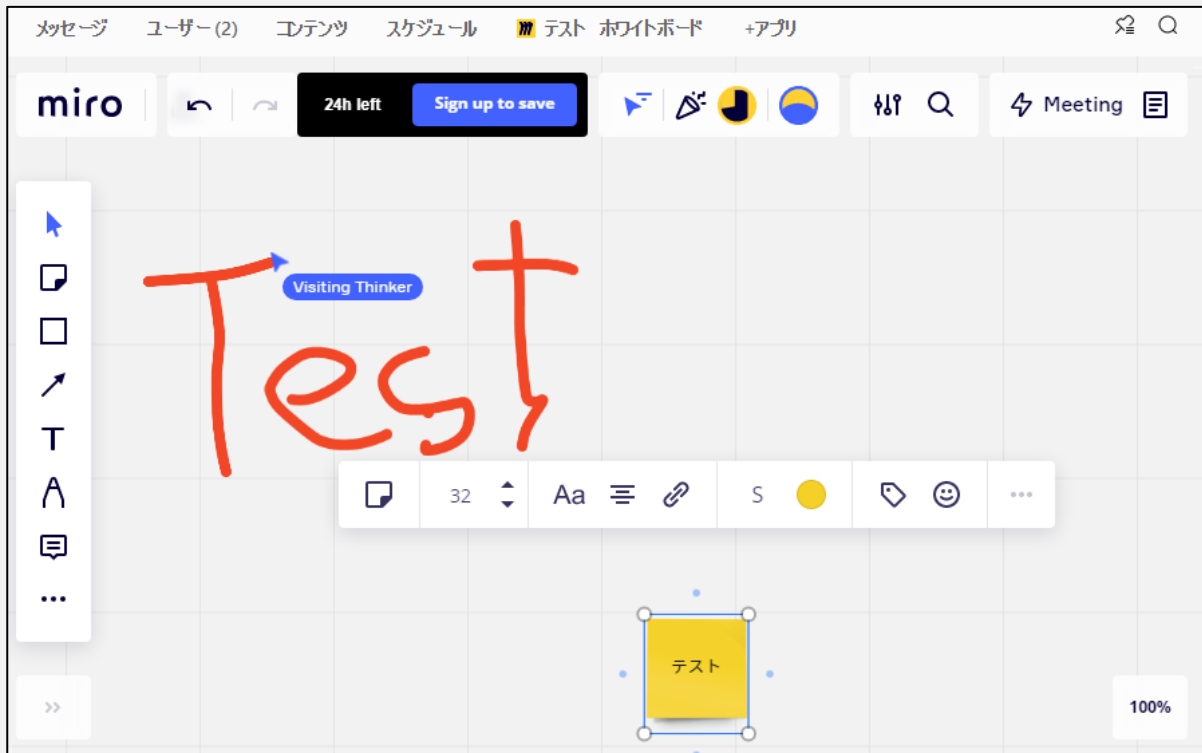 メッセージ ユーザー(2) コンテンツ スケジュール テスト ホワイトボード +アプリ
miro 24h left Sign up to save Meeting
Visiting Thinker
Test
32 Aa S
テスト
100%